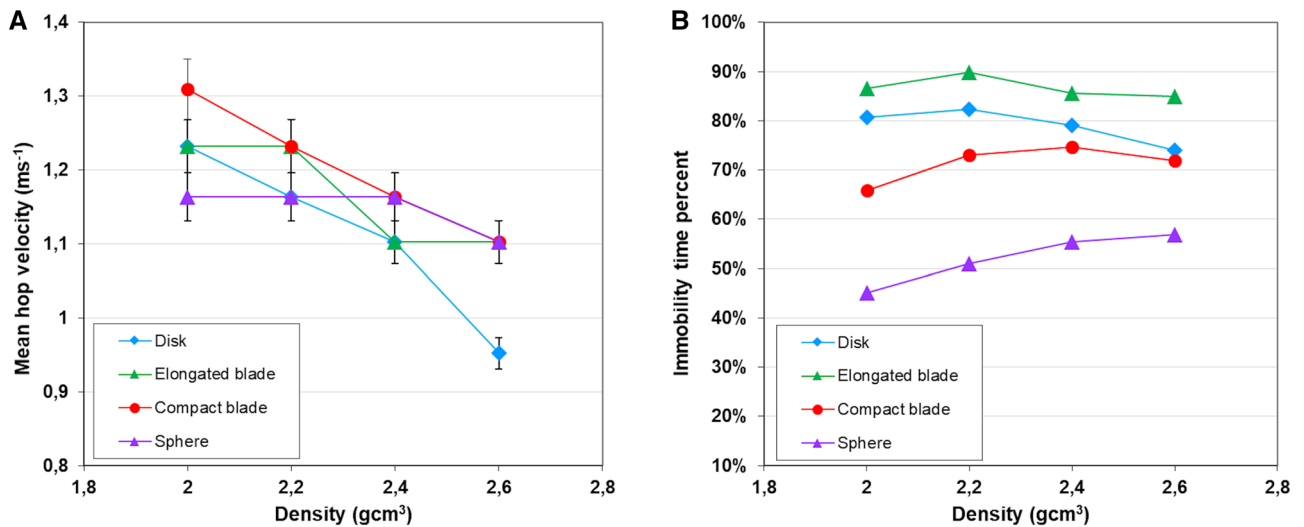 A
Mean hop velocity (ms-1)
1,4
1,3
1,2
1,1
1
0,9
0,8
Disk
Elongated blade
Compact blade
Sphere
1,8 2 2,2 2,4 2,6 2,8
Density (gcm³)
B
Immobility time percent
100%
90%
80%
70%
60%
50%
40%
30%
20%
10%
Disk
Elongated blade
Compact blade
Sphere
1,8 2 2,2 2,4 2,6 2,8
Density (gcm³)